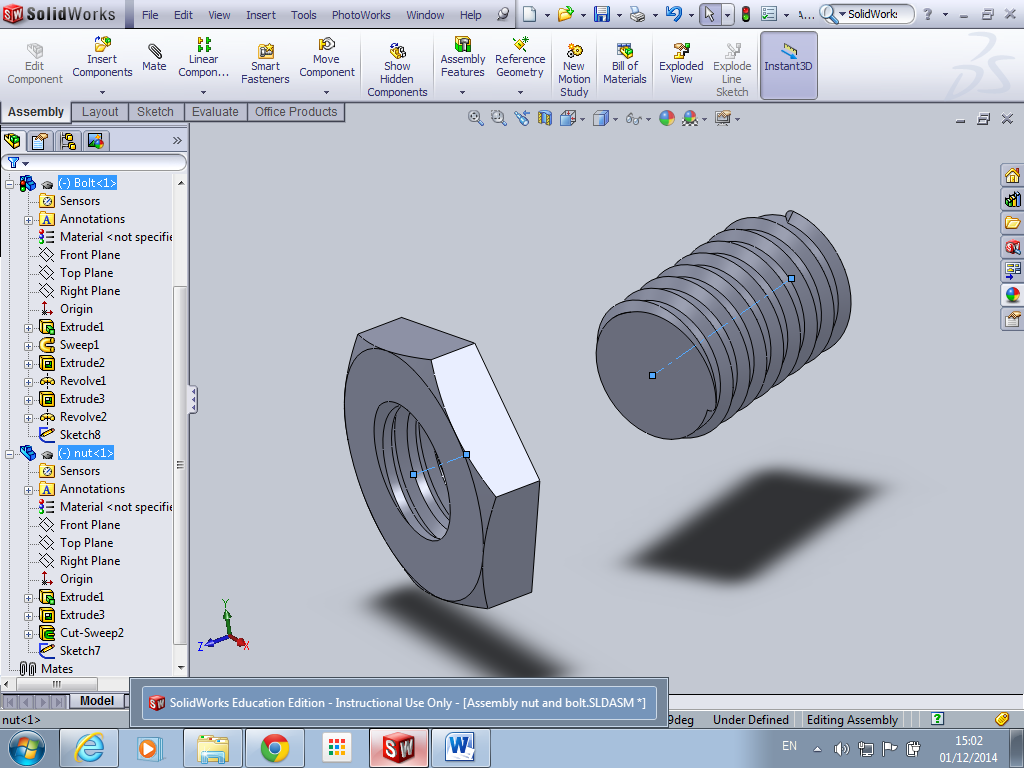 SolidWorks File Edit View Insert Tools PhotoWorks Window Help A... SolidWorks ?
Edit Component
Insert Components
Mate
Linear Compon...
Smart Fasteners
Move Component
Show Hidden Components
Assembly Features
Reference Geometry
New Motion Study
Bill of Materials
Exploded View
Explode Line Sketch
Instant3D
Assembly Layout Sketch Evaluate Office Products
(-) Bolt<1>
Sensors
Annotations
Material <not specifie
Front Plane
Top Plane
Right Plane
Origin
Extrude1
Sweep1
Extrude2
Revolve1
Extrude3
Revolve2
Sketch8
(-) nut<1>
Sensors
Annotations
Material <not specifie
Front Plane
Top Plane
Right Plane
Origin
Extrude1
Extrude3
Cut-Sweep2
Sketch7
Mates
Y
Z X
Model
SolidWorks Education Edition - Instructional Use Only - [Assembly nut and bolt.SLDASM *]
nut<1> 9deg Under Defined Editing Assembly
EN 15:02
01/12/2014